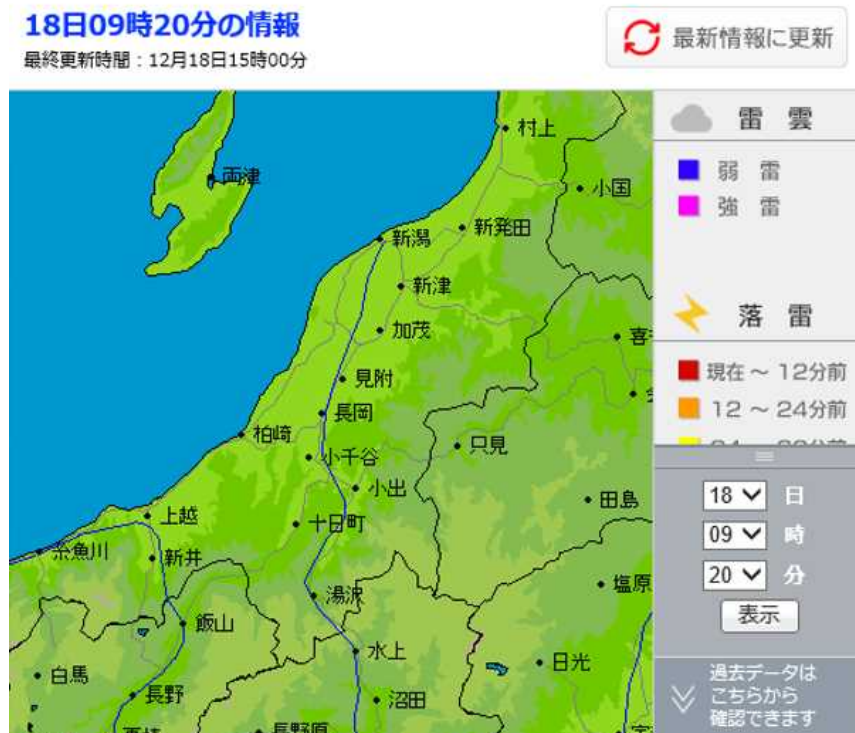 18日09時20分の情報
最終更新時間：12月18日15時00分
最新情報に更新
雷 雲
弱 雷
強 雷
落 雷
現在 ～ 12分前
12 ～ 24分前
18 日
09 時
20 分
表示
過去データは
こちらから
確認できます
村上
両津
小国
新発田
新潟
新津
加茂
喜
見附
長岡
柏崎
只見
小千谷
小出
田島
上越
十日町
糸魚川
新井
塩原
湯沢
飯山
水上
日光
白馬
長野
沼田
長野原